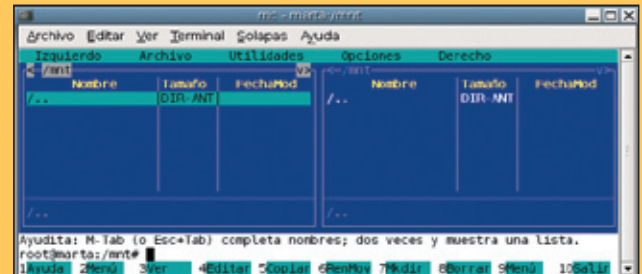 mc - marta:/mnt
Archivo Editar Ver Terminal Solapas Ayuda
Izquierdo Archivo Utilidades Opciones Derecho
<-/mnt v> <-/mnt v>
Nombre Tamaño FechaMod Nombre Tamaño FechaMod
/.. DIR-ANT /.. DIR-ANT
/.. /..
Ayudita: M-Tab (o Esc+Tab) completa nombres; dos veces y muestra una lista.
root@marta:/mnt#
1Ayuda 2Menú 3Ver 4Editar 5Copiar 6RenMov 7Mkdir 8Borrar 9Menú 10Salir